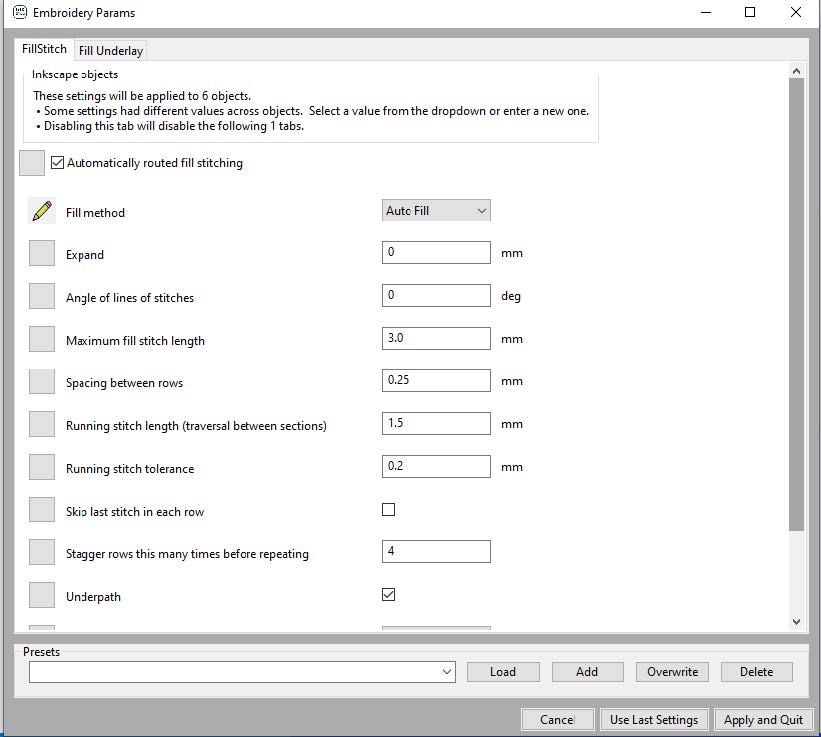 Embroidery Params
FillStitch
Fill Underlay
Inkscape objects
These settings will be applied to 6 objects.
• Some settings had different values across objects. Select a value from the dropdown or enter a new one.
• Disabling this tab will disable the following 1 tabs.
Automatically routed fill stitching
Fill method Auto Fill
Expand 0 mm
Angle of lines of stitches 0 deg
Maximum fill stitch length 3.0 mm
Spacing between rows 0.25 mm
Running stitch length (traversal between sections) 1.5 mm
Running stitch tolerance 0.2 mm
Skip last stitch in each row
Stagger rows this many times before repeating 4
Underpath
Presets
Load Add Overwrite Delete
Cancel Use Last Settings Apply and Quit